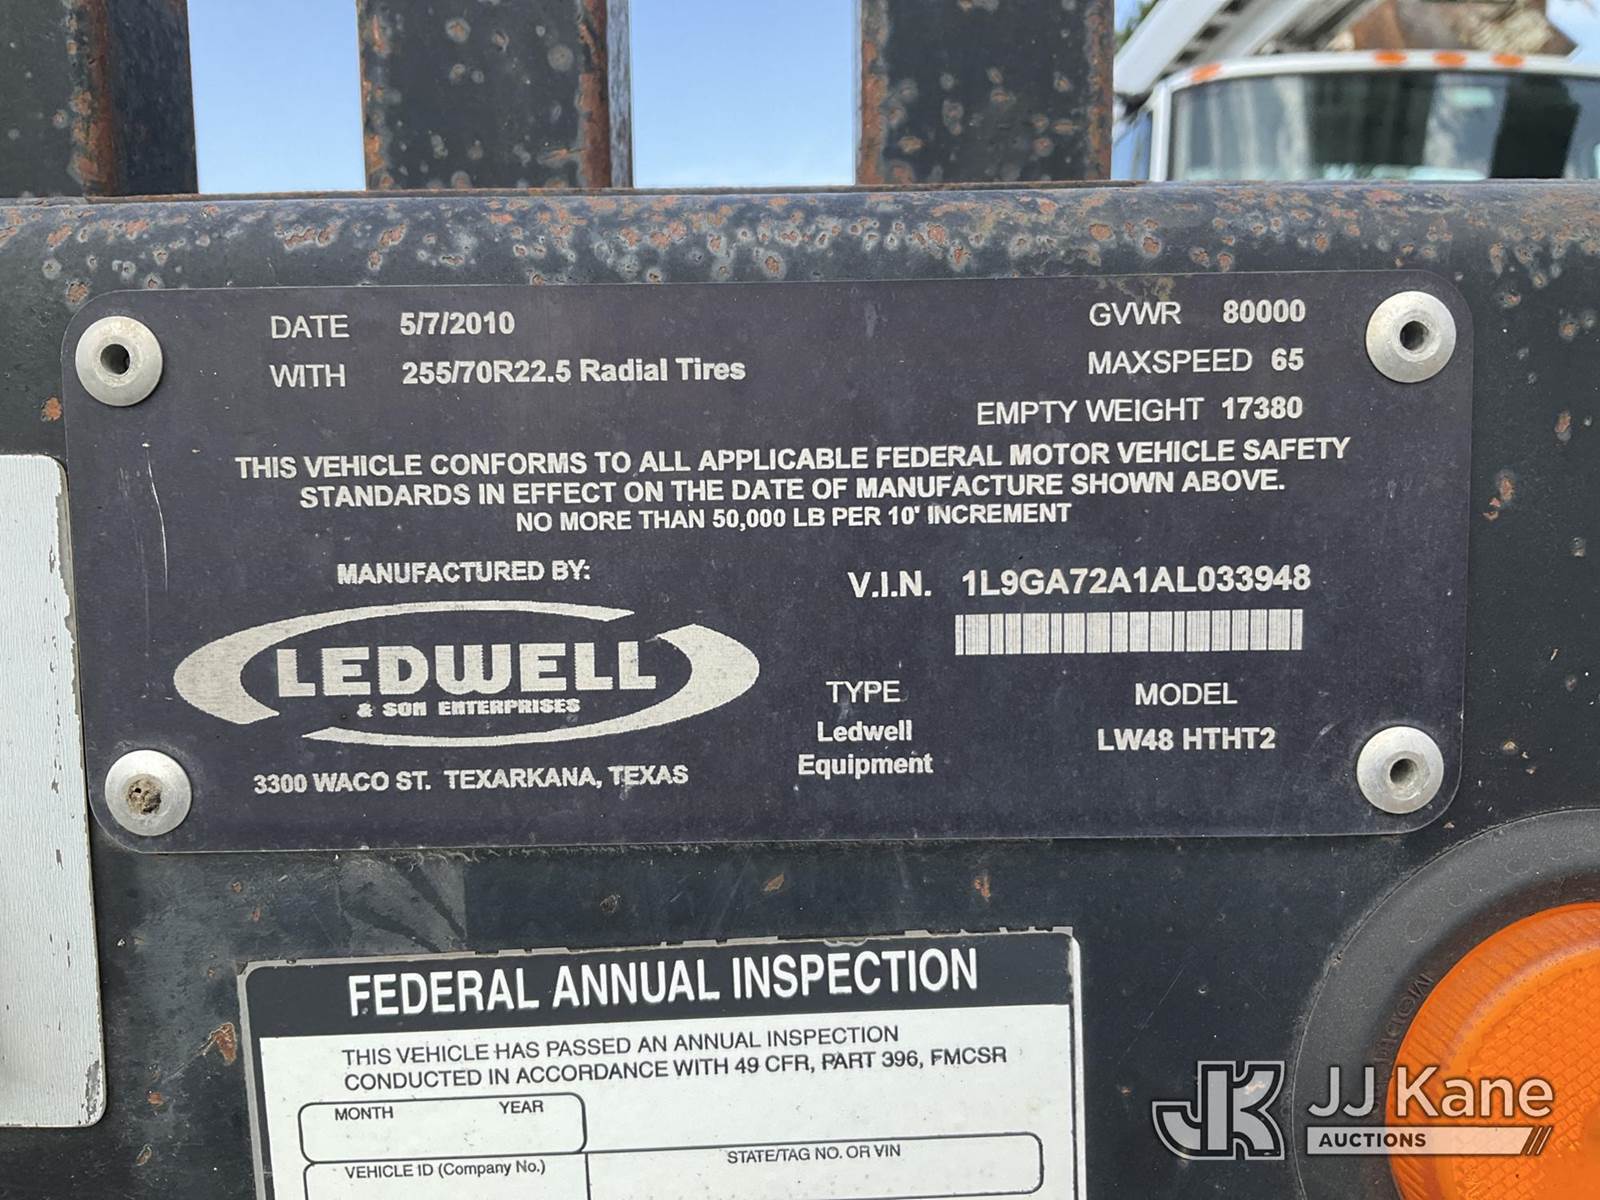 DATE 5/7/2010
GVWR 80000
WITH 255/70R22.5 Radial Tires
MAXSPEED 65
EMPTY WEIGHT 17380
THIS VEHICLE CONFORMS TO ALL APPLICABLE FEDERAL MOTOR VEHICLE SAFETY
STANDARDS IN EFFECT ON THE DATE OF MANUFACTURE SHOWN ABOVE.
NO MORE THAN 50,000 LB PER 10' INCREMENT
MANUFACTURED BY:
LEDWELL
& SON ENTERPRISES
3300 WACO ST. TEXARKANA, TEXAS
V.I.N. 1L9GA72A1AL033948
TYPE
Ledwell
Equipment
MODEL
LW48 HTHT2
FEDERAL ANNUAL INSPECTION
THIS VEHICLE HAS PASSED AN ANNUAL INSPECTION
CONDUCTED IN ACCORDANCE WITH 49 CFR, PART 396, FMCSR
MONTH YEAR
VEHICLE ID (Company No.)
STATE/TAG NO. OR VIN
JK JJ Kane
AUCTIONS